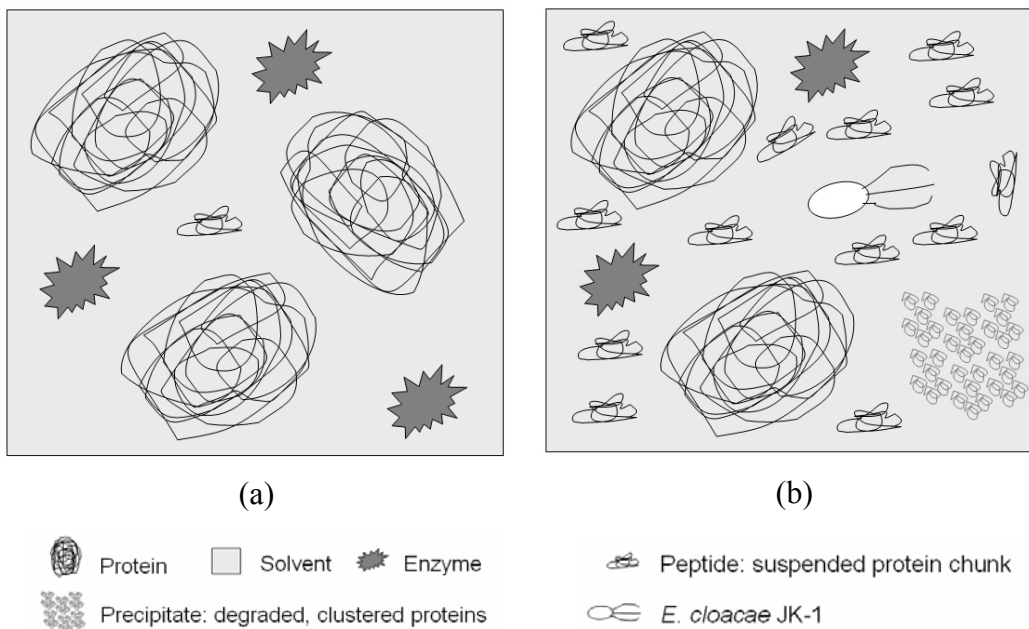 (a)
(b)
Protein
Solvent
Enzyme
Peptide: suspended protein chunk
Precipitate: degraded, clustered proteins
E. cloacae JK-1